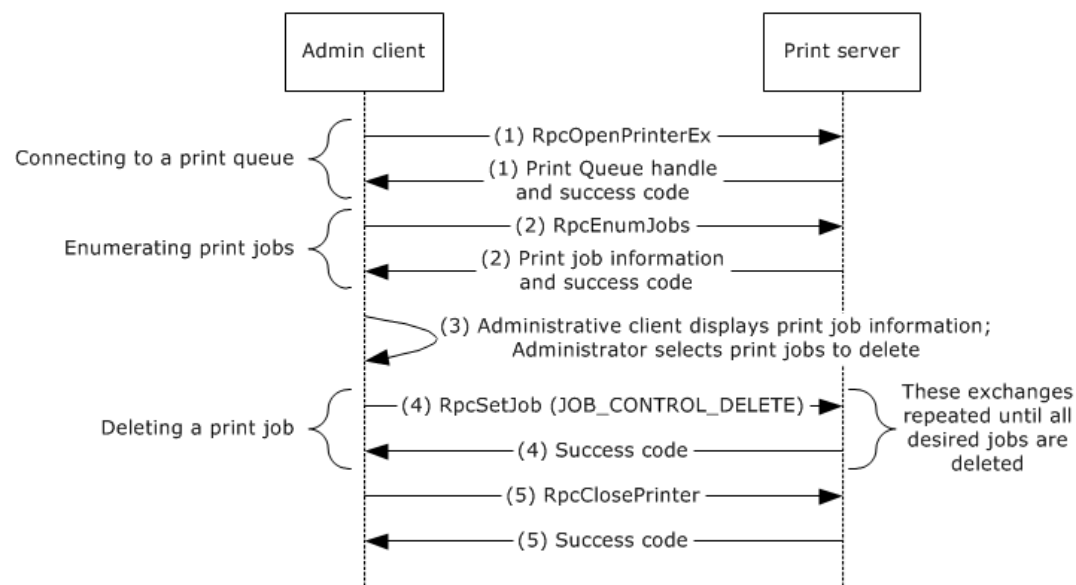 Admin client
Print server
Connecting to a print queue
(1) RpcOpenPrinterEx
(1) Print Queue handle
and success code
Enumerating print jobs
(2) RpcEnumJobs
(2) Print job information
and success code
(3) Administrative client displays print job information;
Administrator selects print jobs to delete
Deleting a print job
(4) RpcSetJob (JOB_CONTROL_DELETE)
(4) Success code
These exchanges
repeated until all
desired jobs are
deleted
(5) RpcClosePrinter
(5) Success code